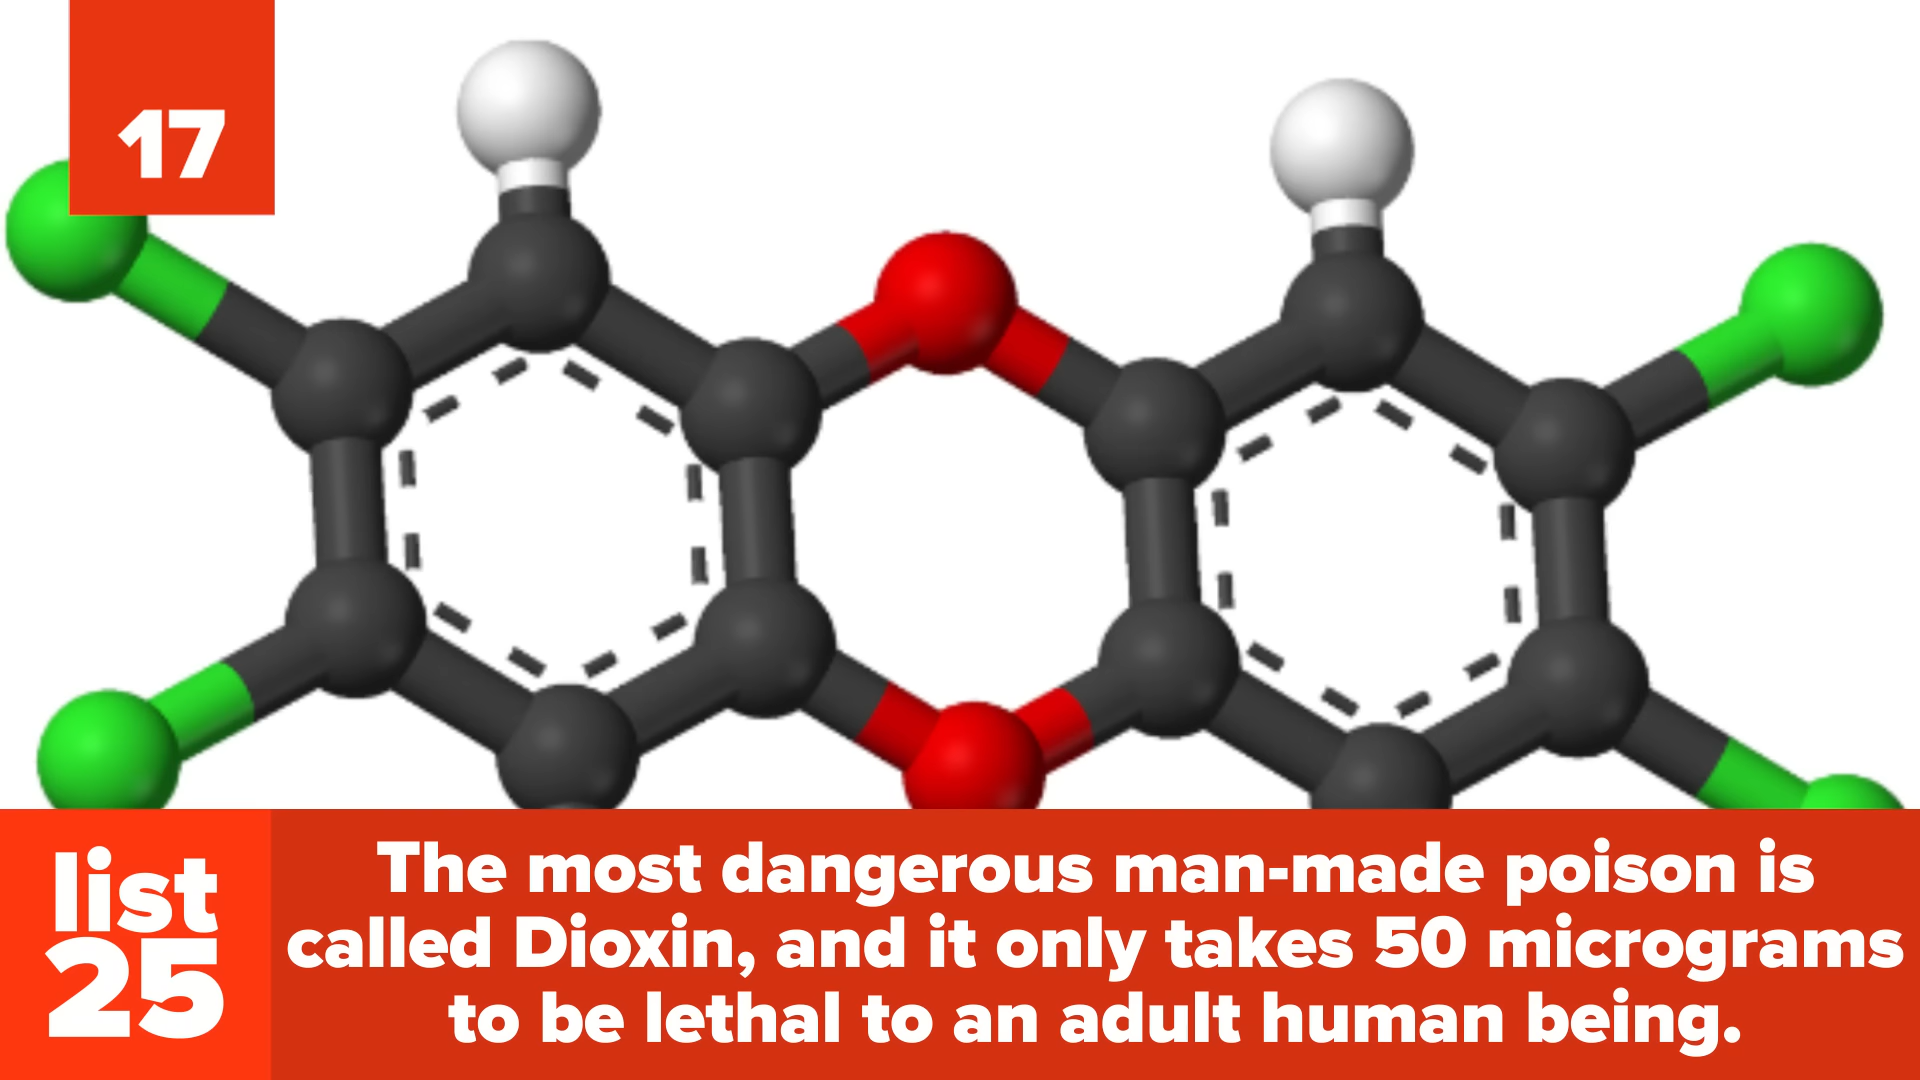 17
list
25
The most dangerous man-made poison is
called Dioxin, and it only takes 50 micrograms
to be lethal to an adult human being.